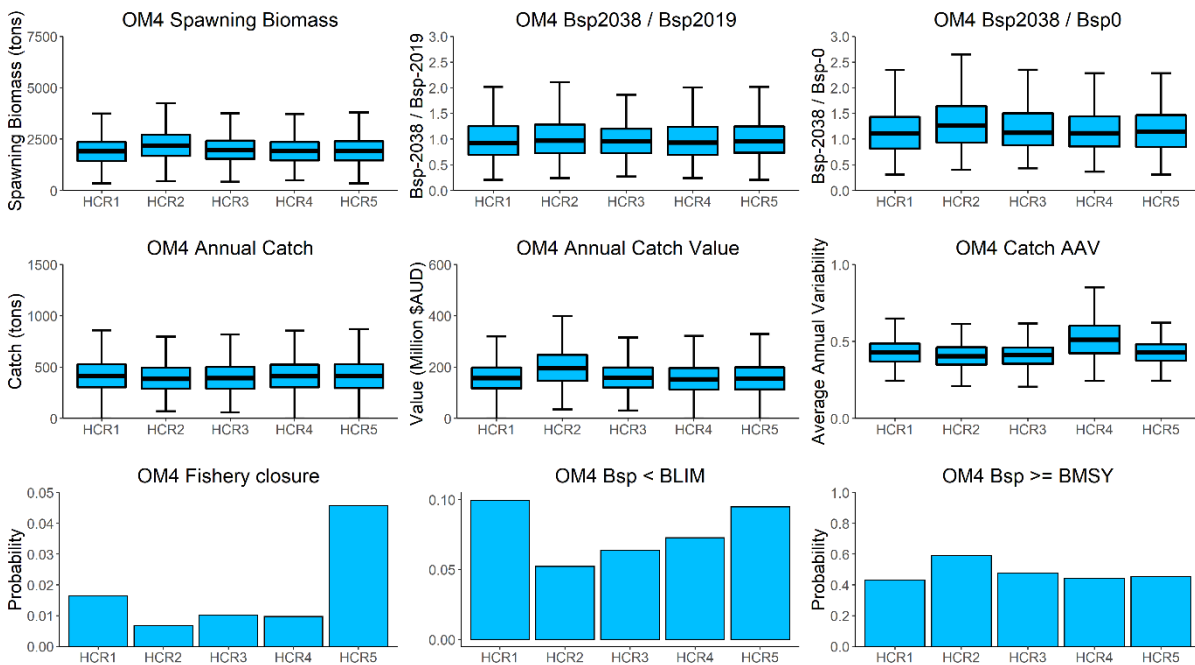 OM4 Spawning Biomass
Spawning Biomass (tons)
7500
5000
2500
0
HCR1 HCR2 HCR3 HCR4 HCR5
OM4 Bsp2038 / Bsp2019
Bsp-2038 / Bsp-2019
3.0
2.5
2.0
1.5
1.0
0.5
0.0
HCR1 HCR2 HCR3 HCR4 HCR5
OM4 Bsp2038 / Bsp0
Bsp-2038 / Bsp-0
3.0
2.5
2.0
1.5
1.0
0.5
0.0
HCR1 HCR2 HCR3 HCR4 HCR5
OM4 Annual Catch
Catch (tons)
1500
1000
500
0
HCR1 HCR2 HCR3 HCR4 HCR5
OM4 Annual Catch Value
Value (Million $AUD)
600
400
200
0
HCR1 HCR2 HCR3 HCR4 HCR5
OM4 Catch AAV
Average Annual Variability
1.0
0.5
0.0
HCR1 HCR2 HCR3 HCR4 HCR5
OM4 Fishery closure
Probability
0.05
0.04
0.03
0.02
0.01
0.00
HCR1 HCR2 HCR3 HCR4 HCR5
OM4 Bsp < BLIM
Probability
0.10
0.05
0.00
HCR1 HCR2 HCR3 HCR4 HCR5
OM4 Bsp >= BMSY
Probability
1.0
0.8
0.6
0.4
0.2
0.0
HCR1 HCR2 HCR3 HCR4 HCR5